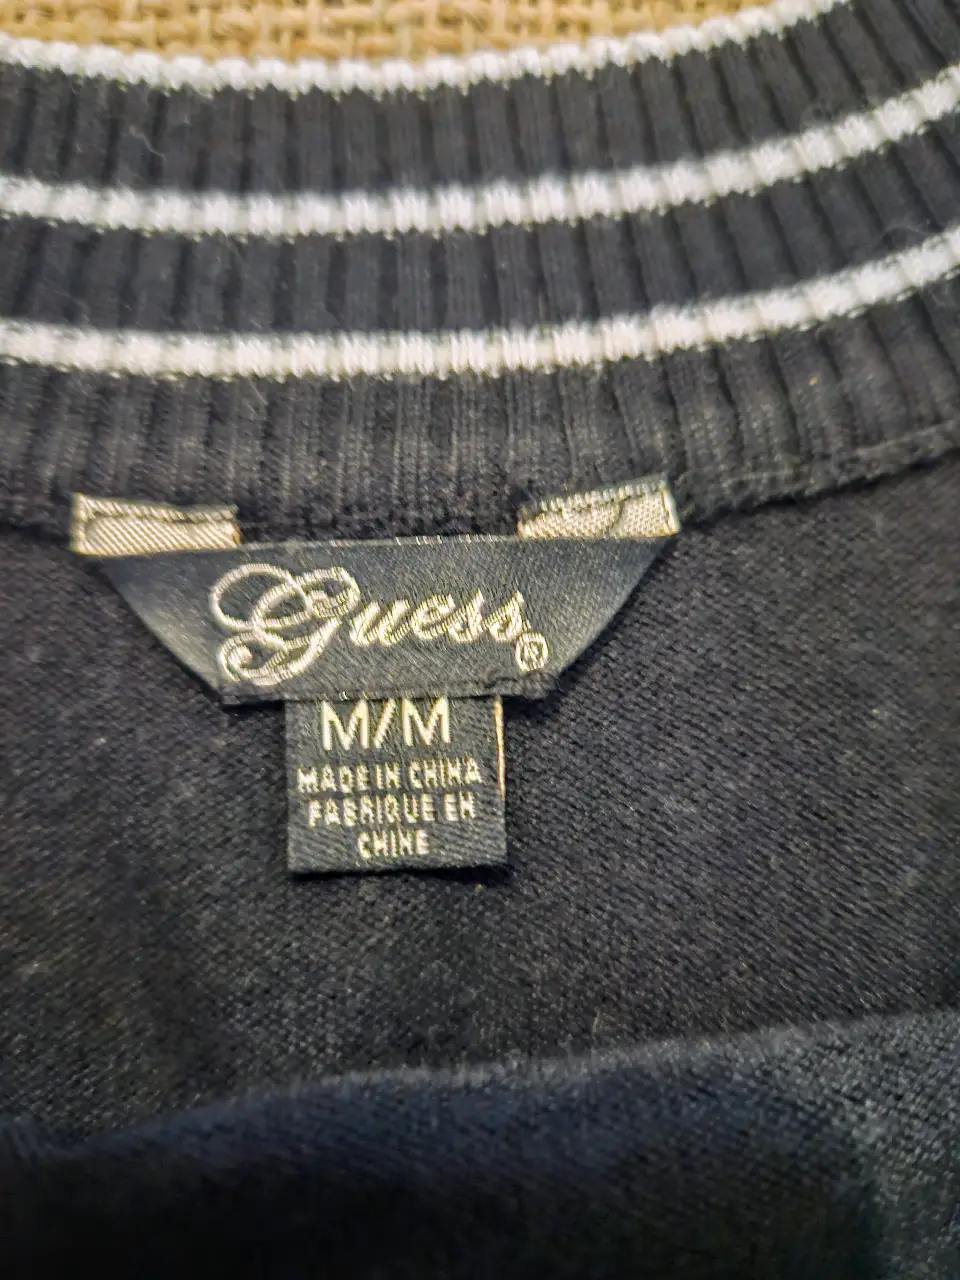 Guess®
M/M
MADE IN CHINA
FABRIQUE EN
CHINE